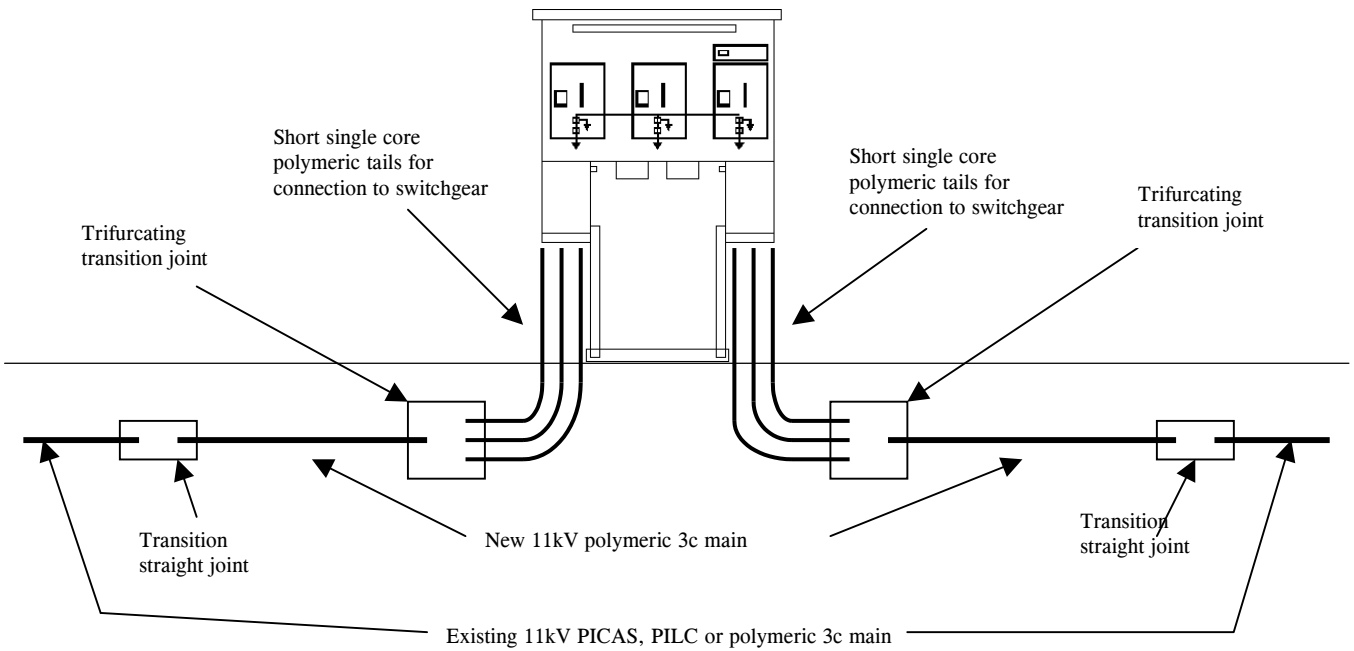 Short single core
polymeric tails for
connection to switchgear
Short single core
polymeric tails for
connection to switchgear
Trifurcating
transition joint
Trifurcating
transition joint
Transition
straight joint
New 11kV polymeric 3c main
Transition
straight joint
Existing 11kV PICAS, PILC or polymeric 3c main